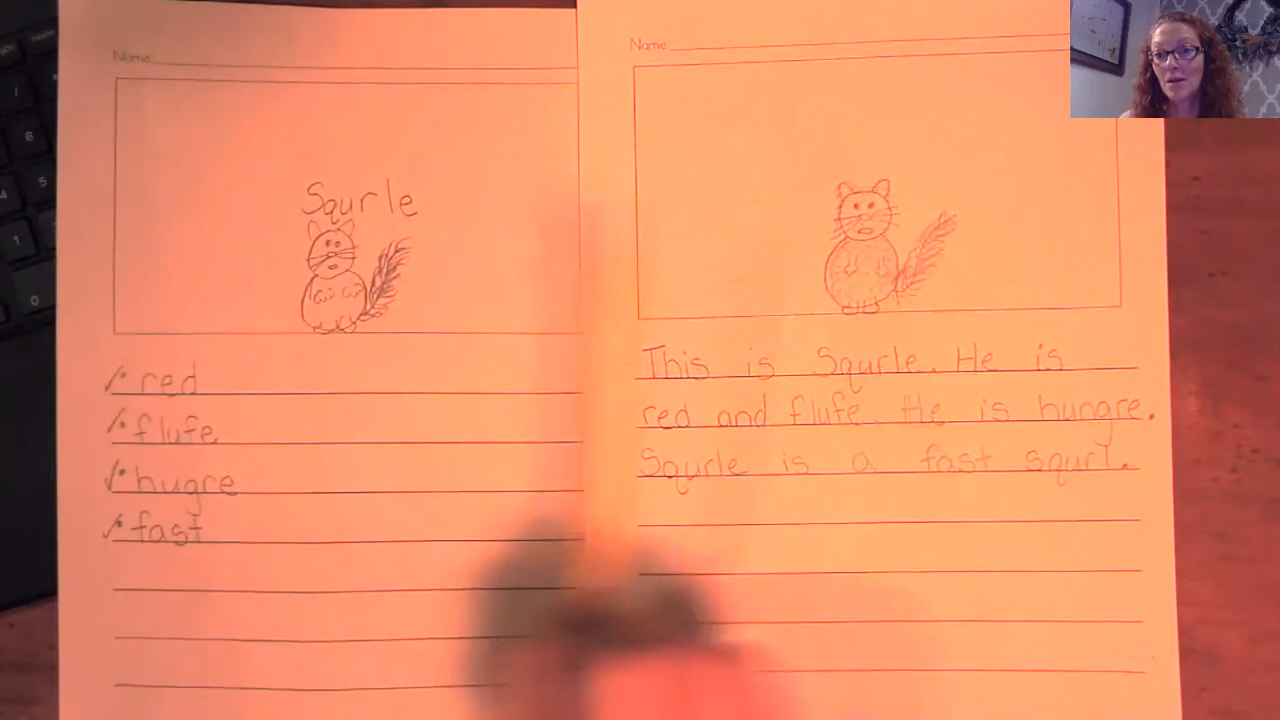 Name
Squrle
red
flufe
hugre
fast
Name
This is Squrle. He is
red and flufe. He is hungre.
Squrle is a fast squrl.